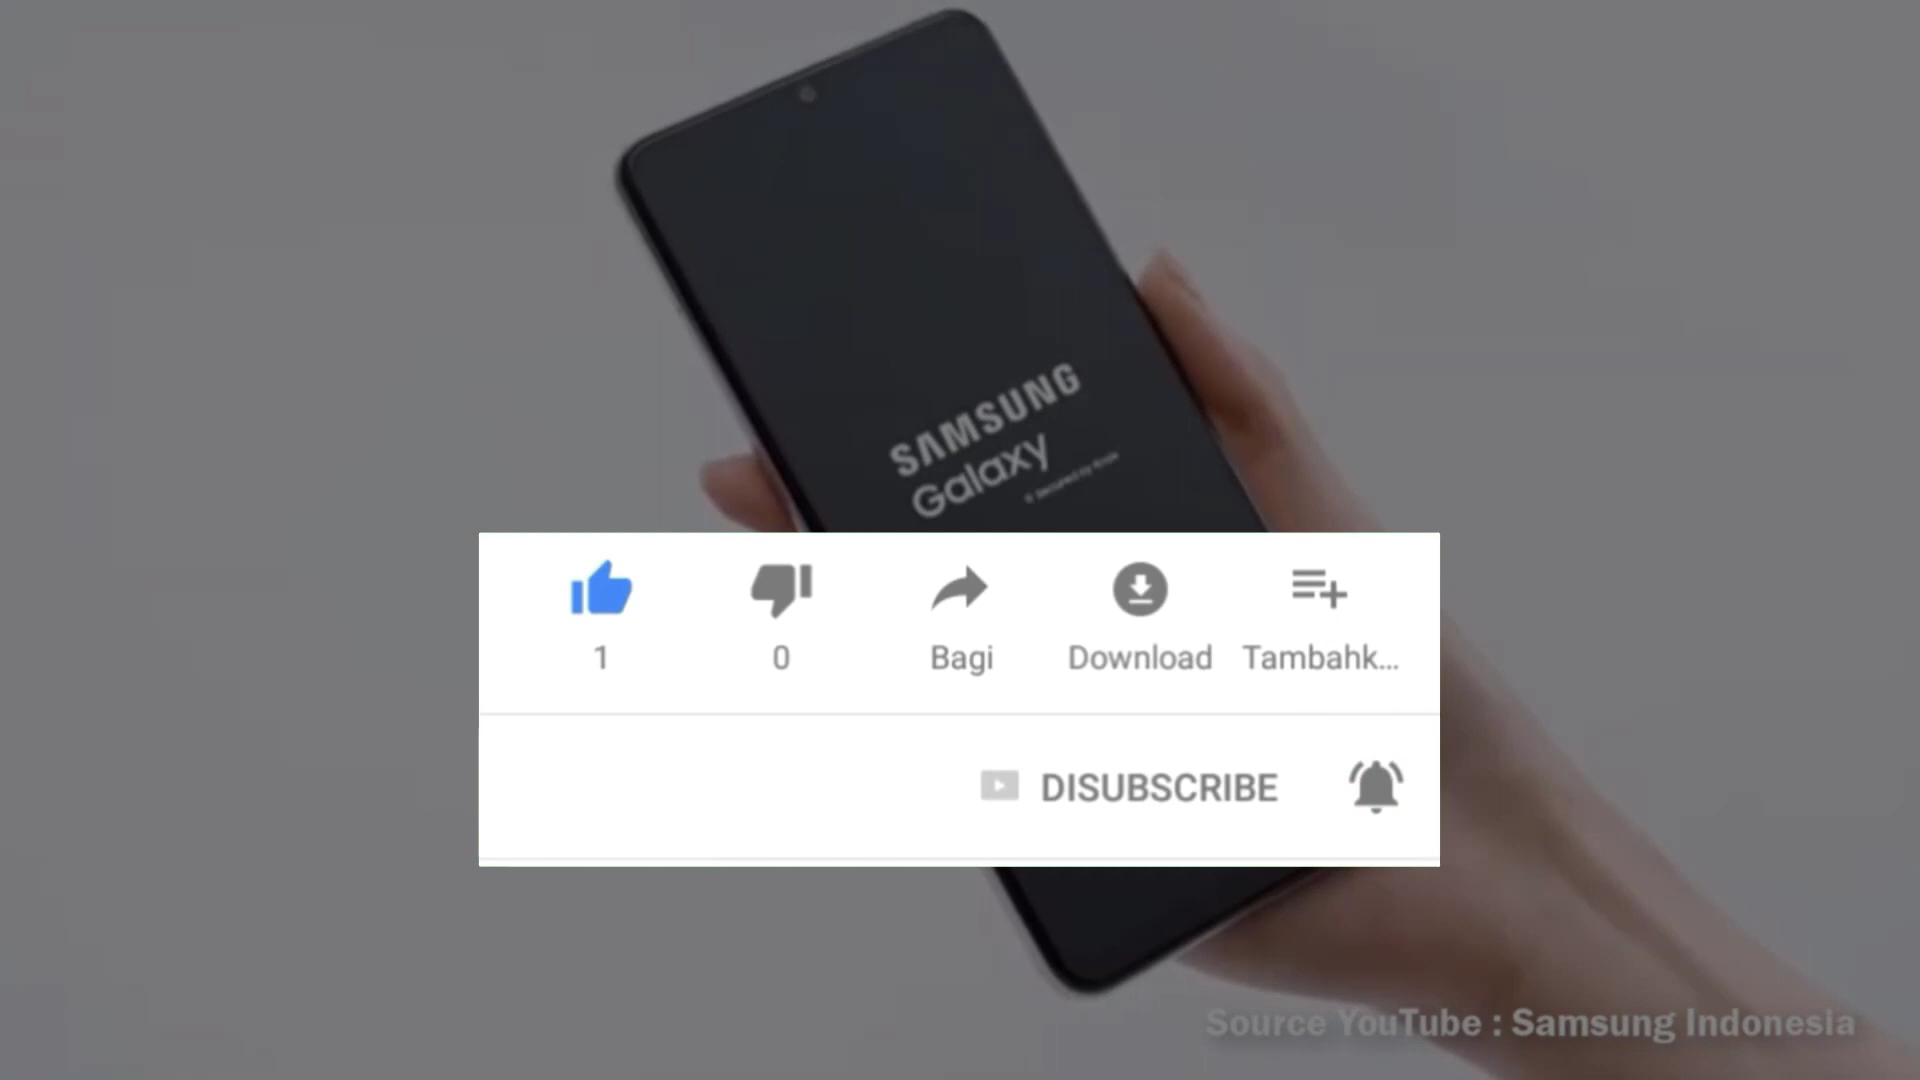 SAMSUNG
Galaxy
1 0 Bagi Download Tambahk...
DISUBSCRIBE
Source YouTube : Samsung Indonesia